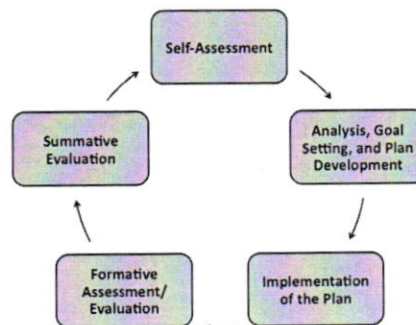 Self-Assessment
Analysis, Goal
Setting, and Plan
Development
Implementation
of the Plan
Formative
Assessment/
Evaluation
Summative
Evaluation